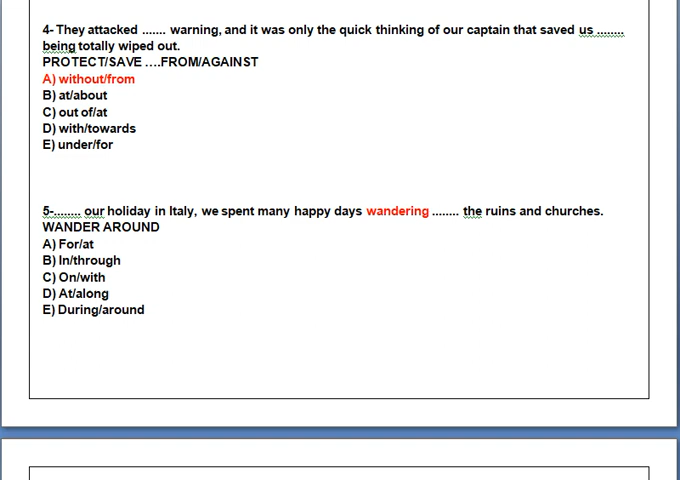 4- They attacked ....... warning, and it was only the quick thinking of our captain that saved us ........
being totally wiped out.
PROTECT/SAVE ….FROM/AGAINST
A) without/from
B) at/about
C) out of/at
D) with/towards
E) under/for
5-........ our holiday in Italy, we spent many happy days wandering ........ the ruins and churches.
WANDER AROUND
A) For/at
B) In/through
C) On/with
D) At/along
E) During/around